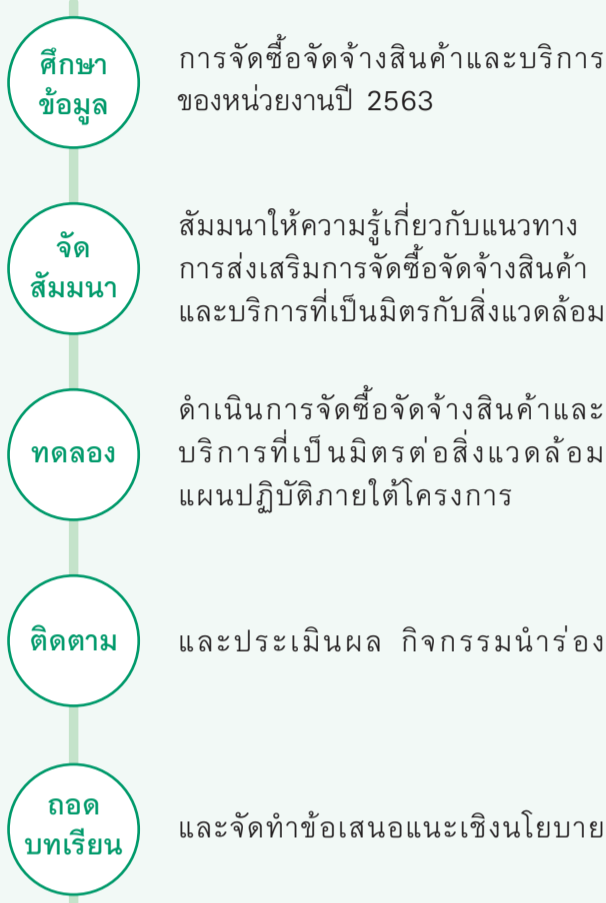 ศึกษา
ข้อมูล
การจัดซื้อจัดจ้างสินค้าและบริการ
ของหน่วยงานปี 2563
จัด
สัมมนา
สัมมนาให้ความรู้เกี่ยวกับแนวทาง
การส่งเสริมการจัดซื้อจัดจ้างสินค้า
และบริการที่เป็นมิตรกับสิ่งแวดล้อม
ทดลอง
ดำเนินการจัดซื้อจัดจ้างสินค้าและ
บริการที่เป็นมิตรต่อสิ่งแวดล้อม
แผนปฏิบัติภายใต้โครงการ
ติดตาม
และประเมินผล กิจกรรมนำร่อง
ถอด
บทเรียน
และจัดทำข้อเสนอแนะเชิงนโยบาย